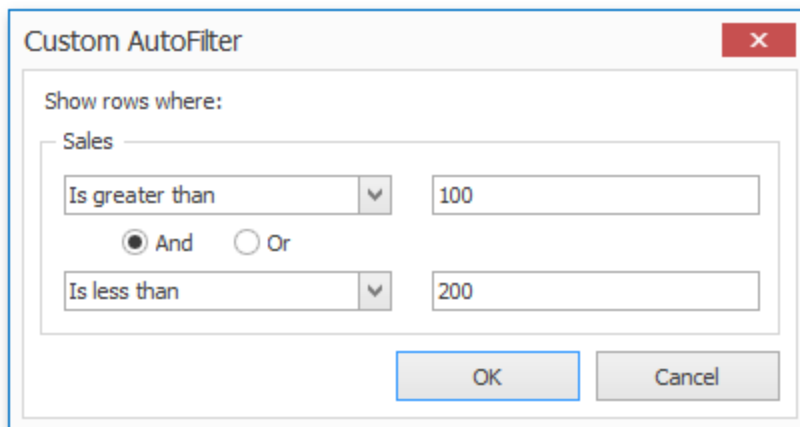 Custom AutoFilter
Show rows where:
Sales
Is greater than 100
And Or
Is less than 200
OK Cancel